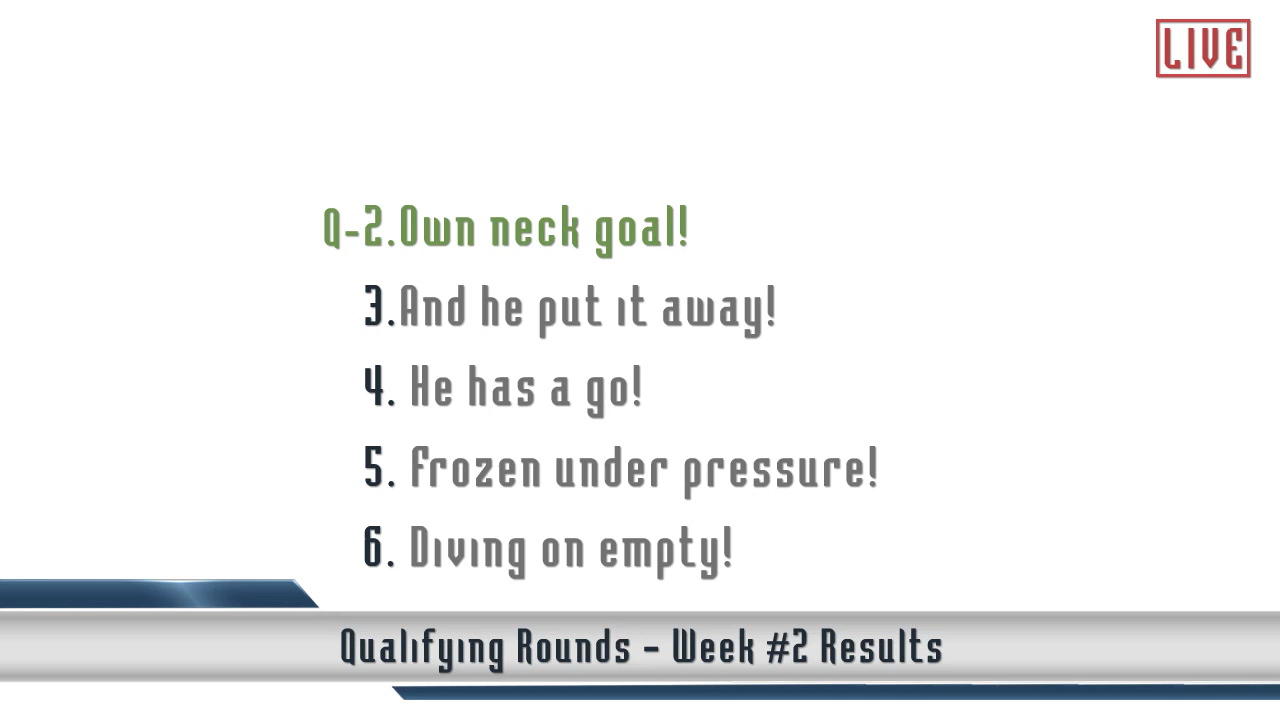 LIVE
Q-2.Own neck goal!
3.And he put it away!
4. He has a go!
5. Frozen under pressure!
6. Diving on empty!
Qualifying Rounds - Week #2 Results